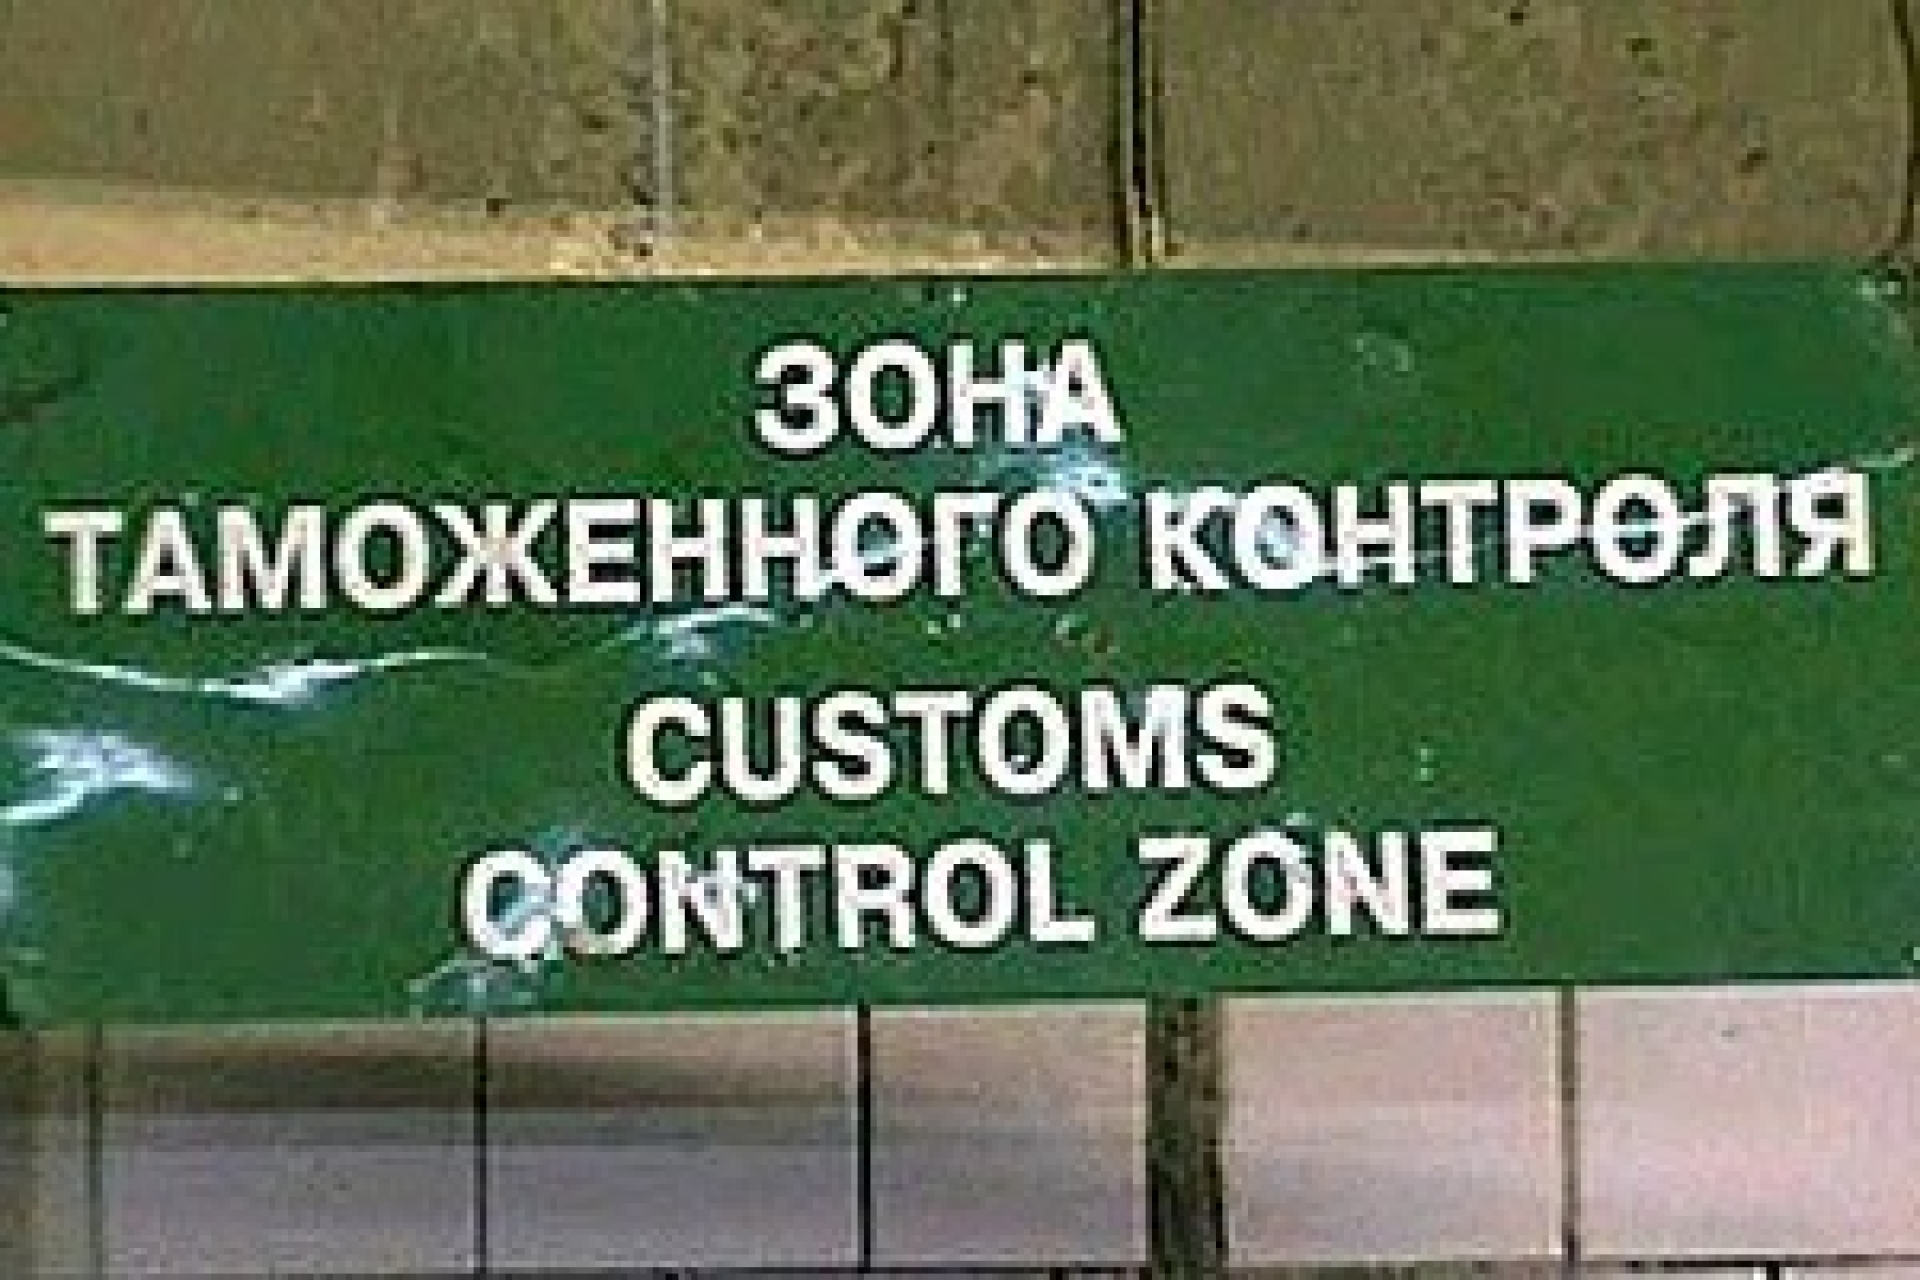 ЗОНА
ТАМОЖЕННОГО КОНТРОЛЯ
CUSTOMS
CONTROL ZONE